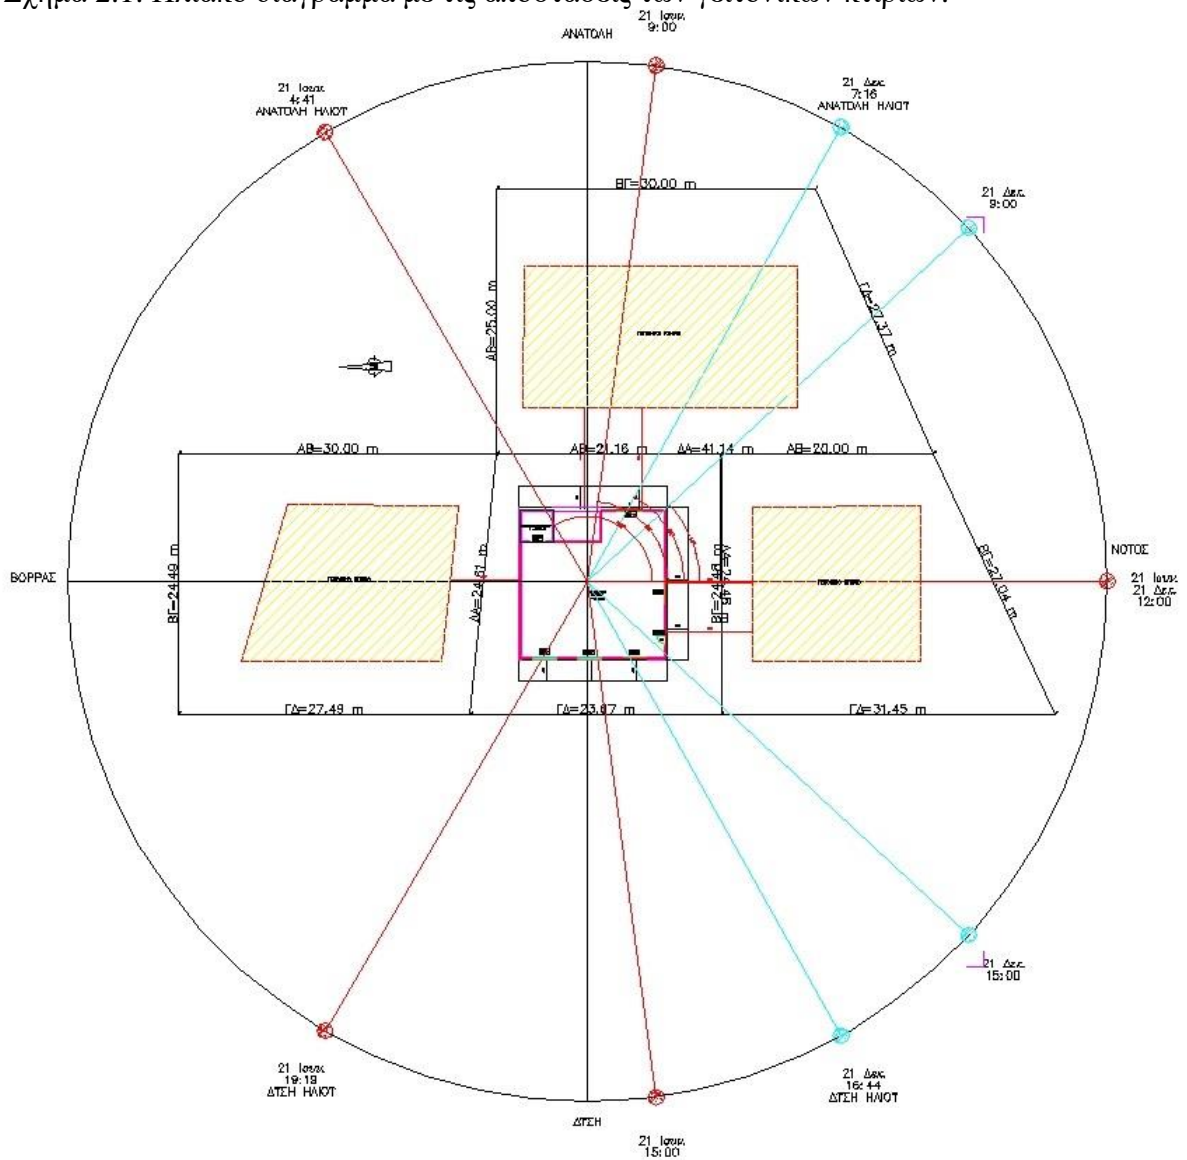 Σχήμα 2.1. Ηλιακό διάγραμμα με τις αποστάσεις των γειτονικών κτιρίων.
21 Ιουν.
9:00
ΑΝΑΤΟΛΗ
21 Ιουν.
4:41
ΑΝΑΤΟΛΗ ΗΛΙΟΥ
21 Δεκ.
7:16
ΑΝΑΤΟΛΗ ΗΛΙΟΥ
21 Δεκ.
9:00
ΒΓ=30.00 m
ΑΒ=25.00 m
ΓΔ=27.37 m
ΑΒ=30.00 m
ΑΒ=21.16 m
ΔΑ=41.14 m
ΑΒ=20.00 m
ΒΟΡΡΑΣ
ΒΓ=24.49 m
ΔΑ=24.61 m
ΒΓ=24.48 m
ΔΑ=24.46 m
ΒΓ=27.04 m
ΝΟΤΟΣ
21 Ιουν.
21 Δεκ.
12:00
ΓΔ=27.49 m
ΓΔ=23.87 m
ΓΔ=31.45 m
21 Δεκ.
15:00
21 Ιουν.
19:19
ΔΥΣΗ ΗΛΙΟΥ
21 Δεκ.
16:44
ΔΥΣΗ ΗΛΙΟΥ
ΔΥΣΗ
21 Ιουν.
15:00